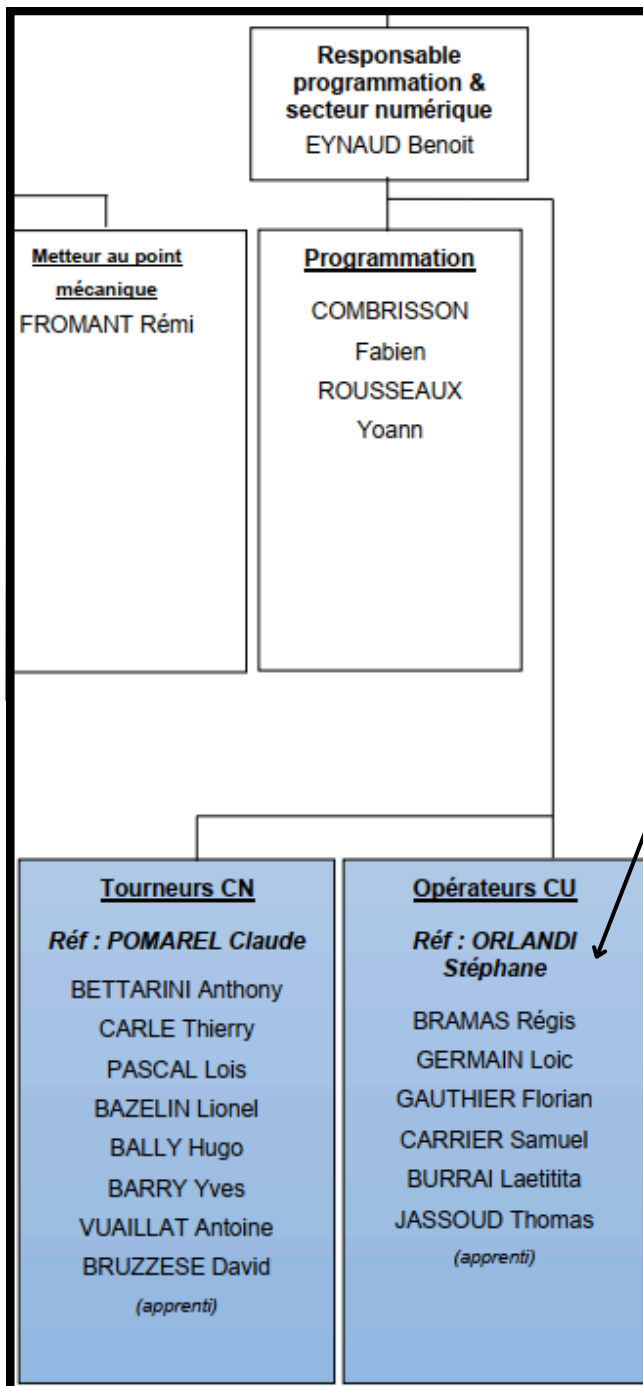 Responsable
programmation &
secteur numérique
EYNAUD Benoit
Metteur au point
mécanique
FROMANT Rémi
Programmation
COMBRISSON
Fabien
ROUSSEAUX
Yoann
Tourneurs CN
Réf : POMAREL Claude
BETTARINI Anthony
CARLE Thierry
PASCAL Lois
BAZELIN Lionel
BALLY Hugo
BARRY Yves
VUAILLAT Antoine
BRUZZESE David
(apprenti)
Opérateurs CU
Réf : ORLANDI
Stéphane
BRAMAS Régis
GERMAIN Loic
GAUTHIER Florian
CARRIER Samuel
BURRAI Laetitita
JASSOUD Thomas
(apprenti)